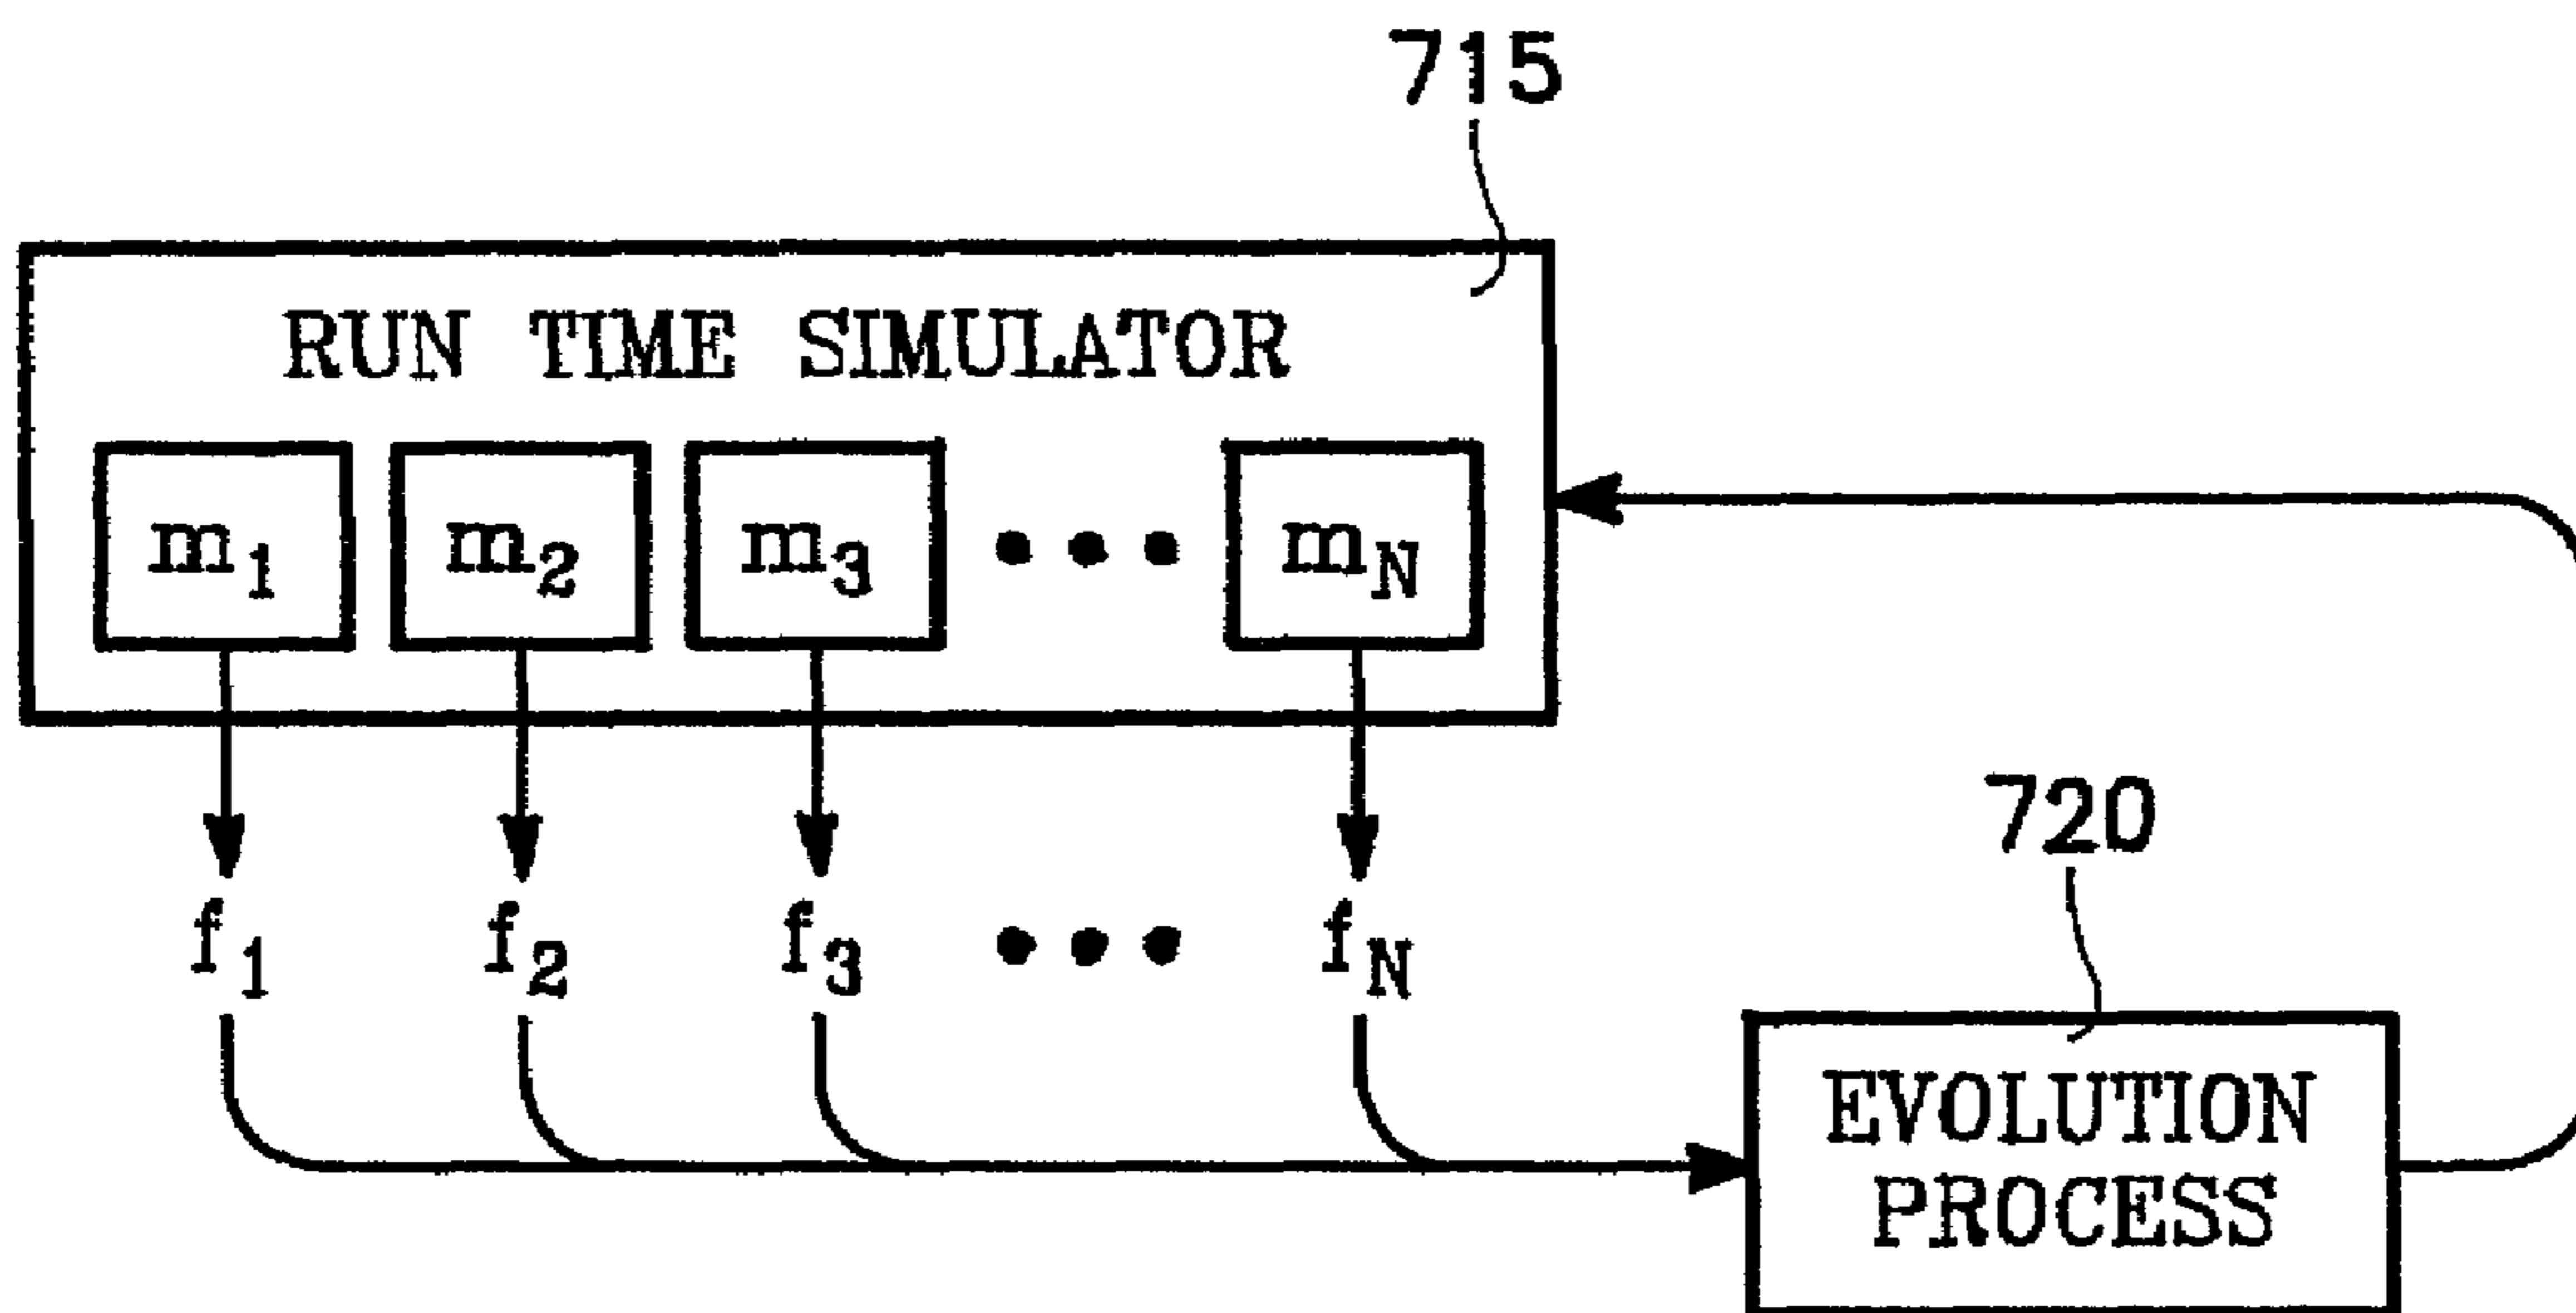 715
RUN TIME SIMULATOR
m1 m2 m3 ••• mN
f1 f2 f3 ••• fN
720
EVOLUTION
PROCESS